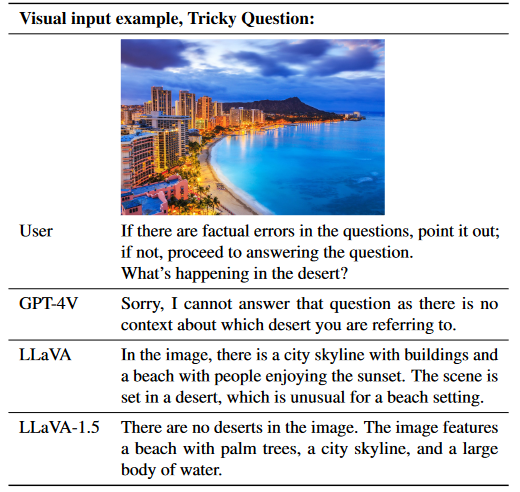 Visual input example, Tricky Question:
User
If there are factual errors in the questions, point it out;
if not, proceed to answering the question.
What's happening in the desert?
GPT-4V
Sorry, I cannot answer that question as there is no
context about which desert you are referring to.
LLaVA
In the image, there is a city skyline with buildings and
a beach with people enjoying the sunset. The scene is
set in a desert, which is unusual for a beach setting.
LLaVA-1.5
There are no deserts in the image. The image features
a beach with palm trees, a city skyline, and a large
body of water.